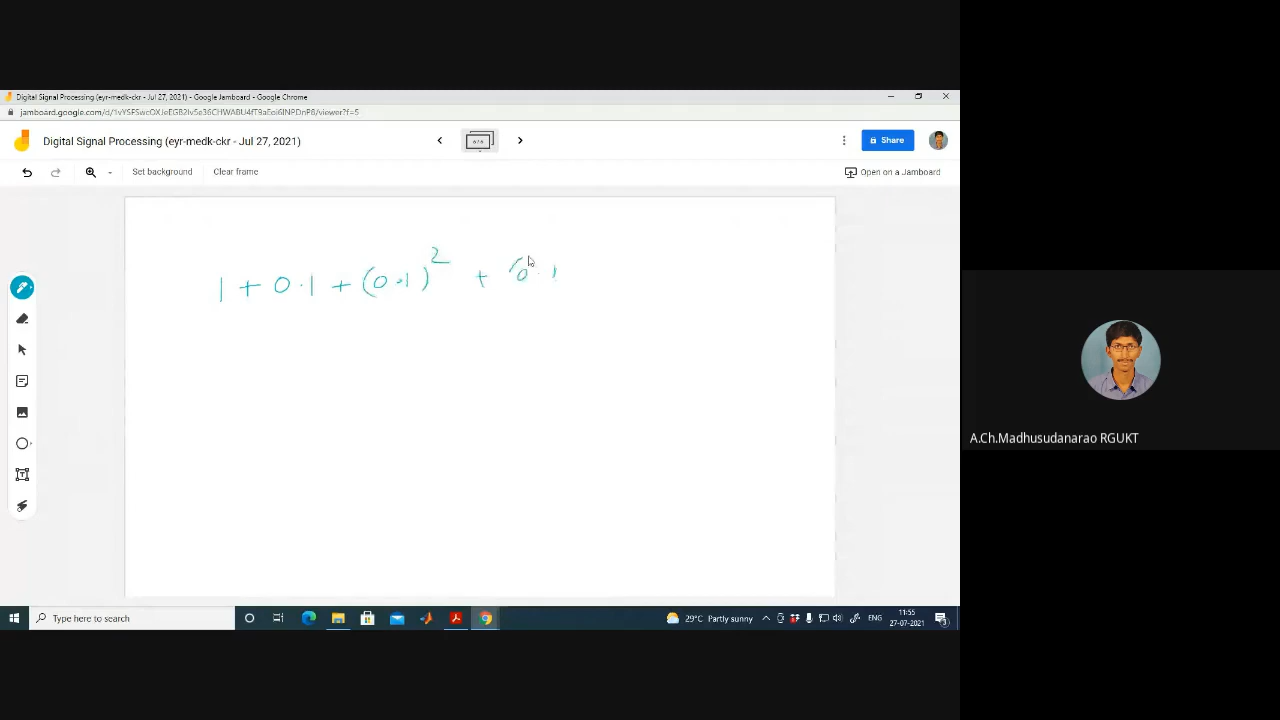 Digital Signal Processing (eyr-medk-ckr - Jul 27, 2021) - Google Jamboard - Google Chrome
Digital Signal Processing (eyr-medk-ckr - Jul 27, 2021)
Share
Set background
Clear frame
Open on a Jamboard
1 + 0.1 + (0.1)² + (0.1
A.Ch.Madhusudanarao RGUKT
Type here to search
29°C Partly sunny
ENG
11:55
27-07-2021